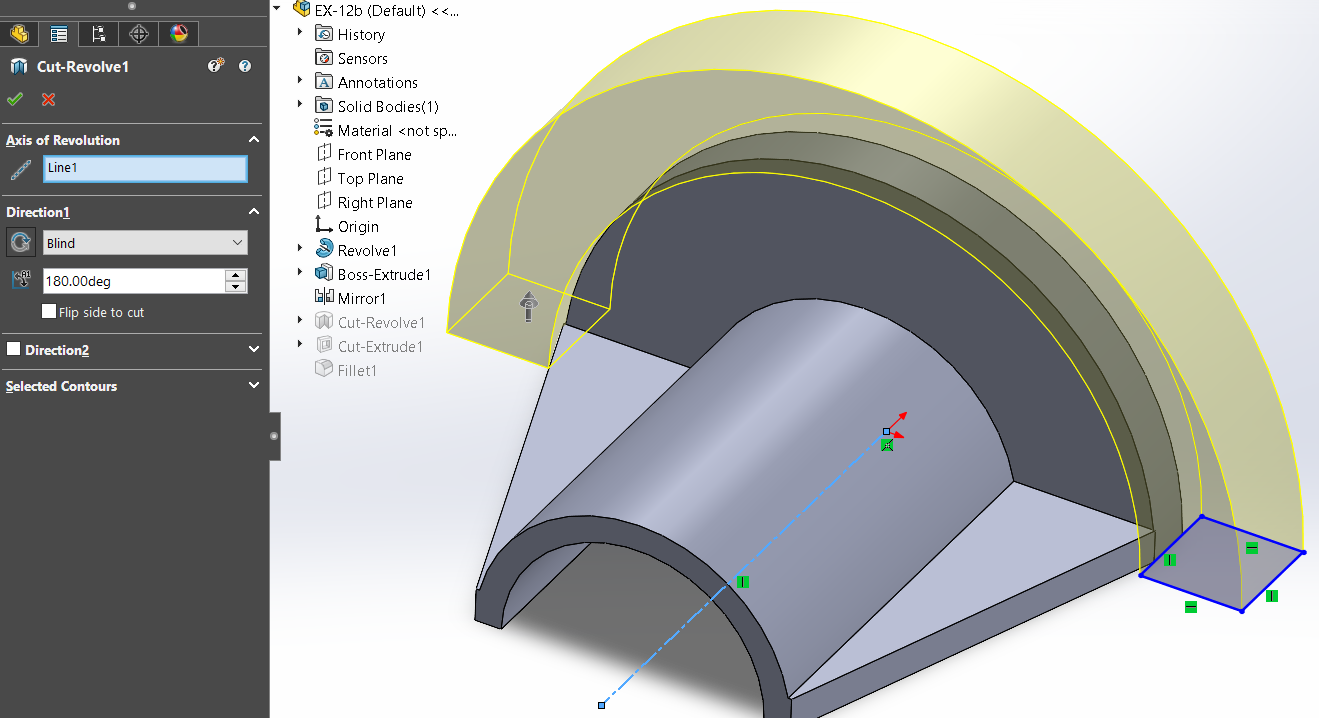 Cut-Revolve1
Axis of Revolution
Line1
Direction1
Blind
180.00deg
Flip side to cut
Direction2
Selected Contours
EX-12b (Default) <<...
History
Sensors
Annotations
Solid Bodies(1)
Material <not sp...
Front Plane
Top Plane
Right Plane
Origin
Revolve1
Boss-Extrude1
Mirror1
Cut-Revolve1
Cut-Extrude1
Fillet1